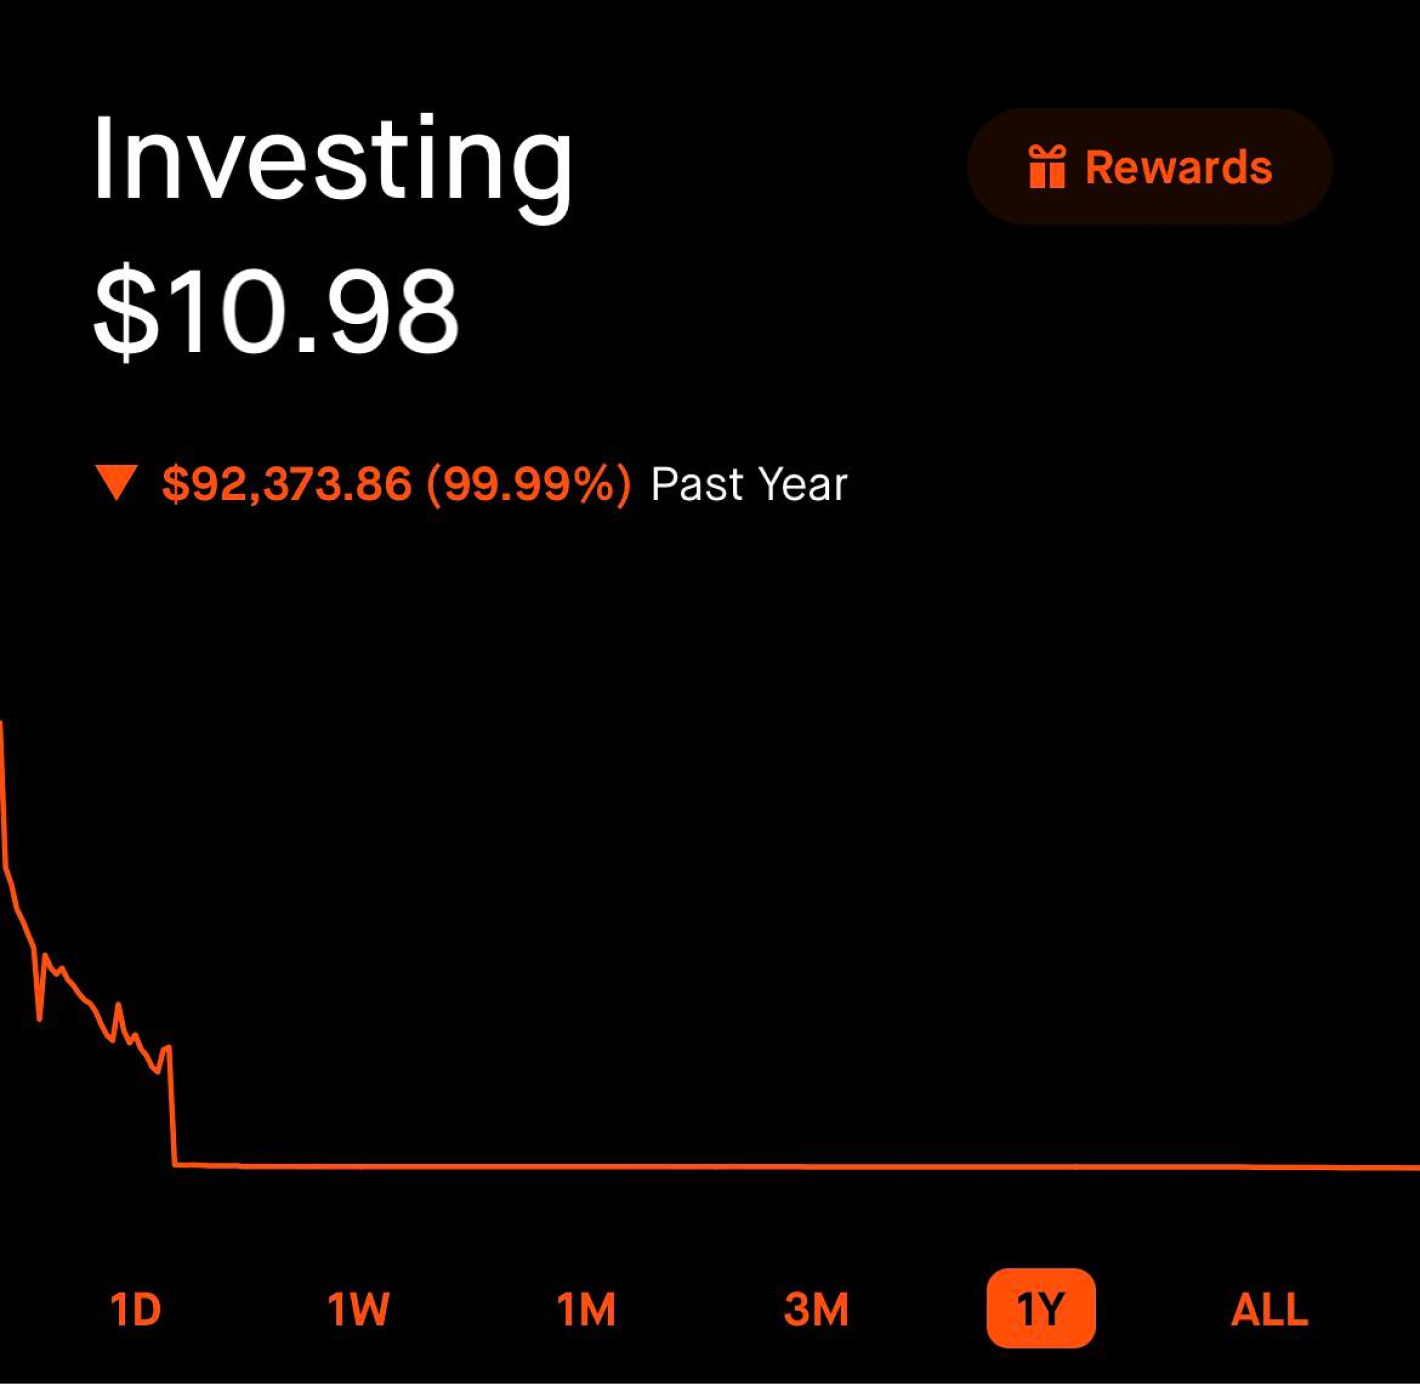 Investing
Rewards
$10.98
▼ $92,373.86 (99.99%) Past Year
1D 1W 1M 3M 1Y ALL